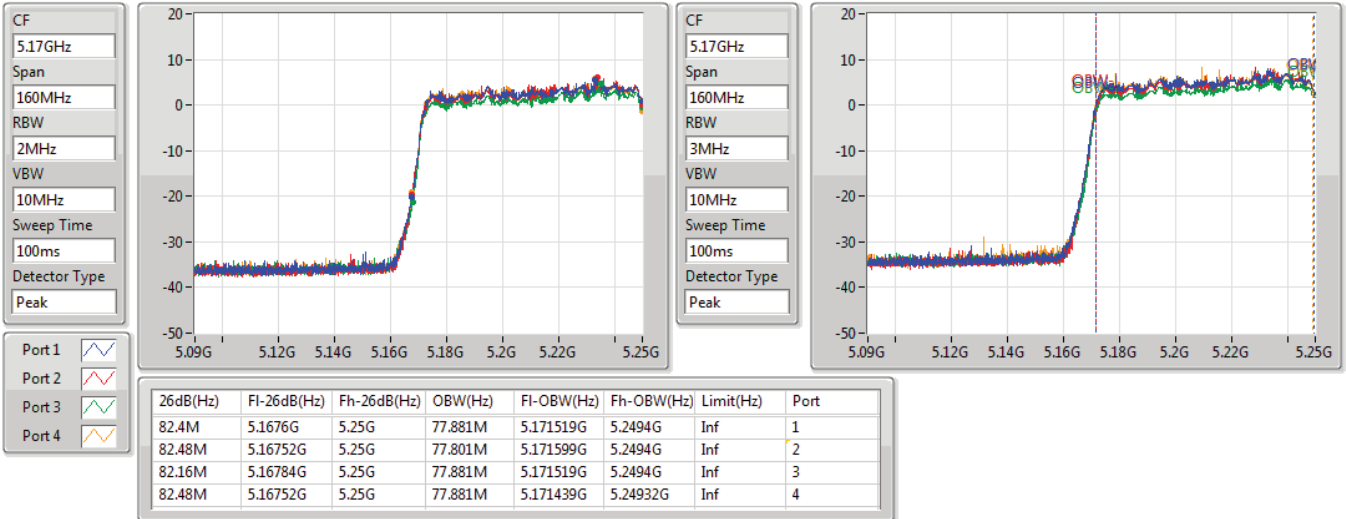 CF
5.17GHz
Span
160MHz
RBW
2MHz
VBW
10MHz
Sweep Time
100ms
Detector Type
Peak
20
10
0
-10
-20
-30
-40
-50
5.09G 5.12G 5.14G 5.16G 5.18G 5.2G 5.22G 5.25G
CF
5.17GHz
Span
160MHz
RBW
3MHz
VBW
10MHz
Sweep Time
100ms
Detector Type
Peak
20
10
0
-10
-20
-30
-40
-50
5.09G 5.12G 5.14G 5.16G 5.18G 5.2G 5.22G 5.25G
Port 1
Port 2
Port 3
Port 4
26dB(Hz) Fl-26dB(Hz) Fh-26dB(Hz) OBW(Hz) Fl-OBW(Hz) Fh-OBW(Hz) Limit(Hz) Port
82.4M 5.1676G 5.25G 77.881M 5.171519G 5.2494G Inf 1
82.48M 5.16752G 5.25G 77.801M 5.171599G 5.2494G Inf 2
82.16M 5.16784G 5.25G 77.881M 5.171519G 5.2494G Inf 3
82.48M 5.16752G 5.25G 77.881M 5.171439G 5.24932G Inf 4